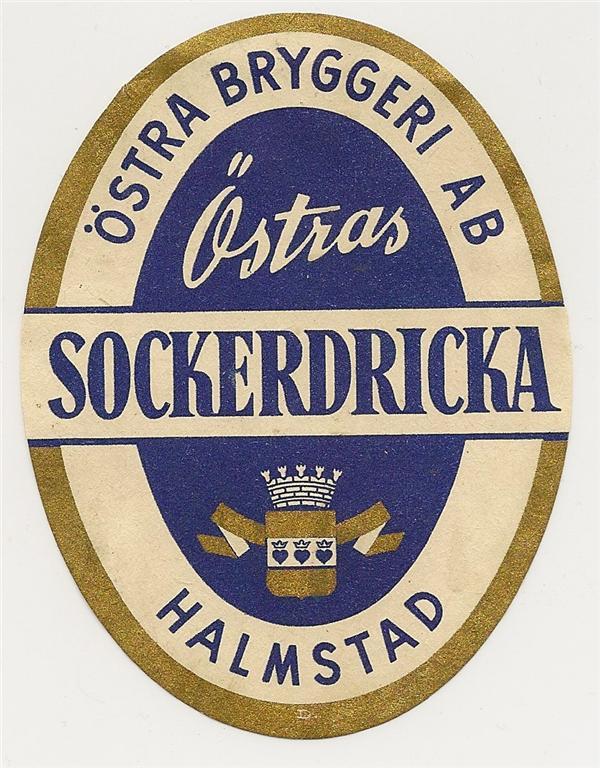 ÖSTRA BRYGGERI AB
Östras
SOCKERDRICKA
HALMSTAD
D.